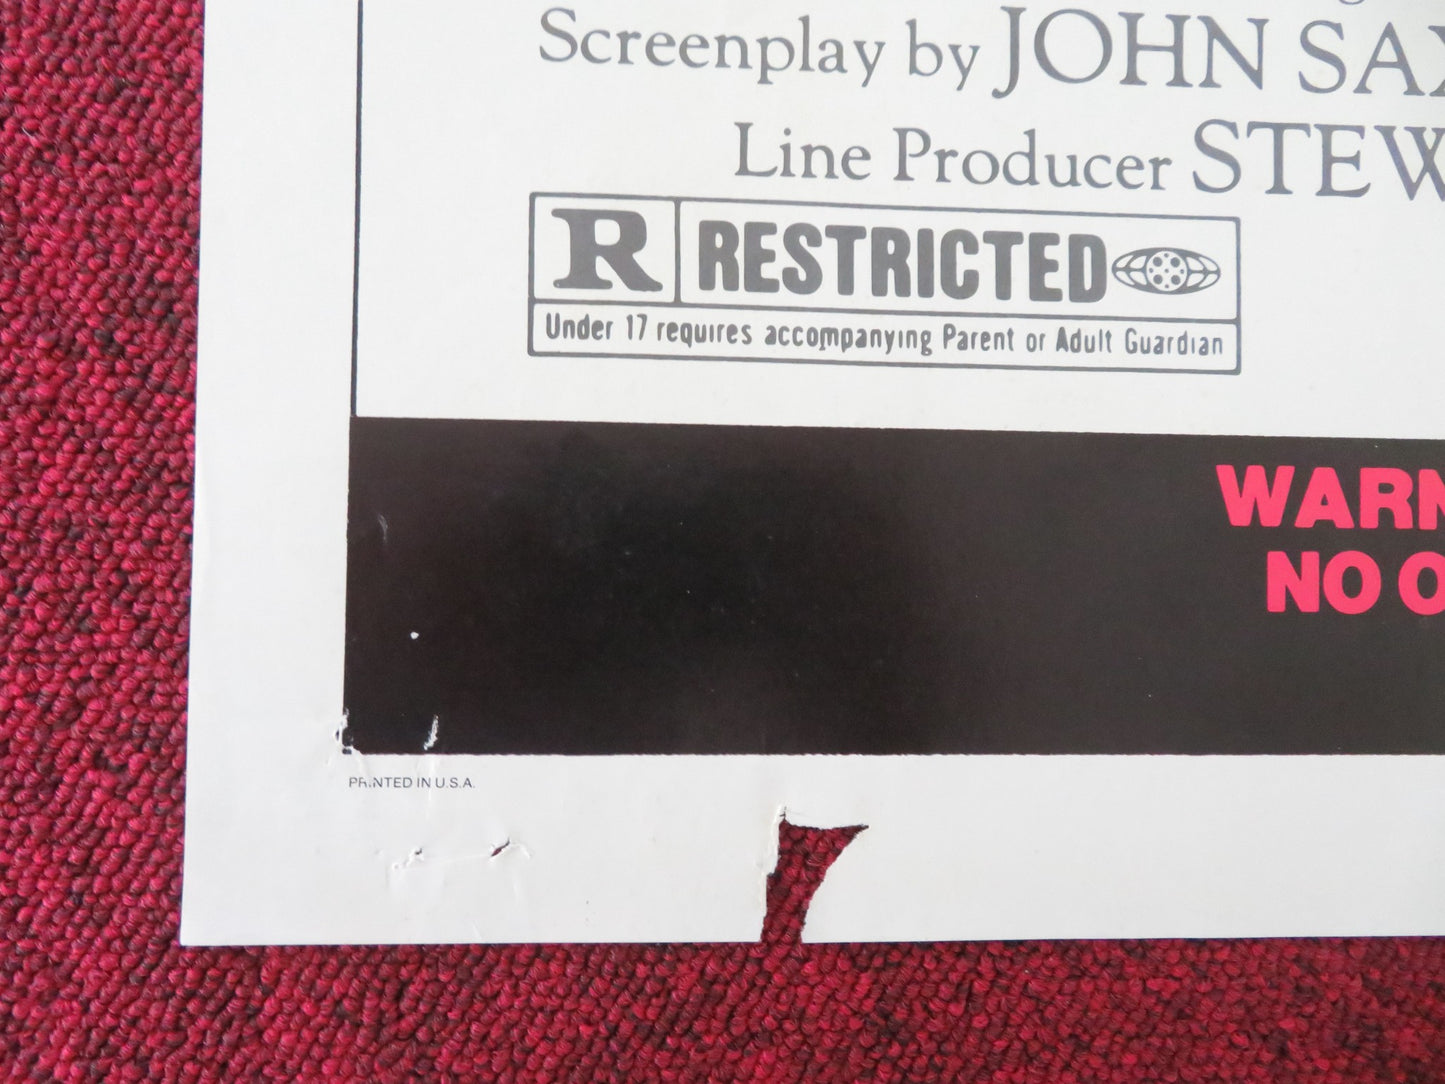 Screenplay by JOHN SAX
Line Producer STEW
R RESTRICTED
Under 17 requires accompanying Parent or Adult Guardian
WARN
NO O
PRINTED IN U.S.A.